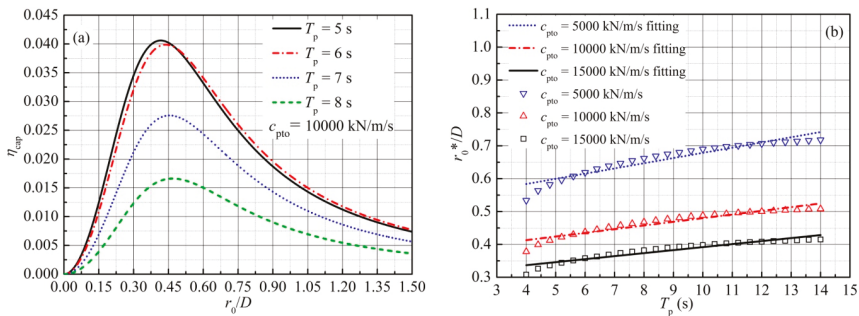 (a)
0.045
0.040
0.035
0.030
0.025
0.020
0.015
0.010
0.005
0.000
η_cap
T_p = 5 s
T_p = 6 s
T_p = 7 s
T_p = 8 s
c_pto = 10000 kN/m/s
0.00 0.15 0.30 0.45 0.60 0.75 0.90 1.05 1.20 1.35 1.50
r_0/D
(b)
1.1
1.0
0.9
0.8
0.7
0.6
0.5
0.4
0.3
r_0*/D
c_pto = 5000 kN/m/s fitting
c_pto = 10000 kN/m/s fitting
c_pto = 15000 kN/m/s fitting
c_pto = 5000 kN/m/s
c_pto = 10000 kN/m/s
c_pto = 15000 kN/m/s
3 4 5 6 7 8 9 10 11 12 13 14 15
T_p (s)